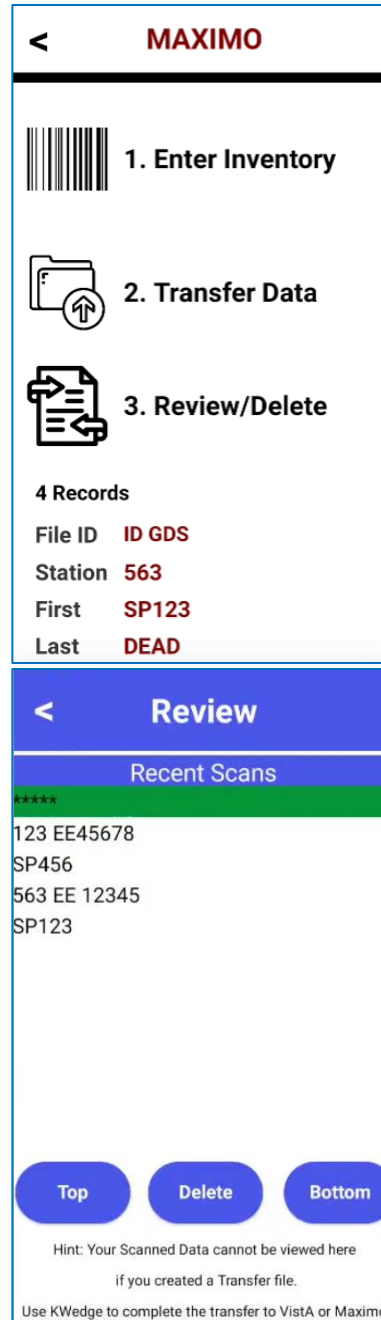 < MAXIMO
1. Enter Inventory
2. Transfer Data
3. Review/Delete
4 Records
File ID ID GDS
Station 563
First SP123
Last DEAD
< Review
Recent Scans
*****
123 EE45678
SP456
563 EE 12345
SP123
Top Delete Bottom
Hint: Your Scanned Data cannot be viewed here
if you created a Transfer file.
Use KWedge to complete the transfer to VistA or Maximo